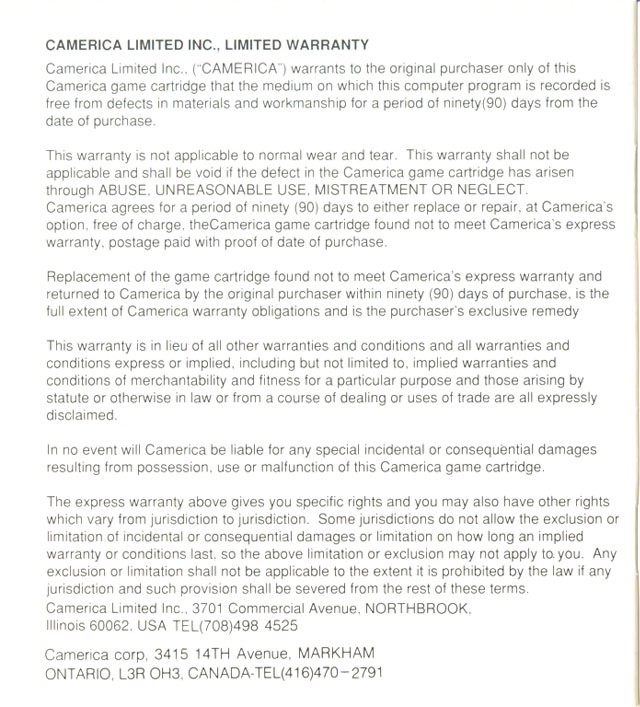 CAMERICA LIMITED INC., LIMITED WARRANTY
Camerica Limited Inc., ("CAMERICA") warrants to the original purchaser only of this
Camerica game cartridge that the medium on which this computer program is recorded is
free from defects in materials and workmanship for a period of ninety(90) days from the
date of purchase.
This warranty is not applicable to normal wear and tear. This warranty shall not be
applicable and shall be void if the defect in the Camerica game cartridge has arisen
through ABUSE, UNREASONABLE USE, MISTREATMENT OR NEGLECT.
Camerica agrees for a period of ninety (90) days to either replace or repair, at Camerica's
option, free of charge, theCamerica game cartridge found not to meet Camerica's express
warranty, postage paid with proof of date of purchase.
Replacement of the game cartridge found not to meet Camerica's express warranty and
returned to Camerica by the original purchaser within ninety (90) days of purchase, is the
full extent of Camerica warranty obligations and is the purchaser's exclusive remedy
This warranty is in lieu of all other warranties and conditions and all warranties and
conditions express or implied, including but not limited to, implied warranties and
conditions of merchantability and fitness for a particular purpose and those arising by
statute or otherwise in law or from a course of dealing or uses of trade are all expressly
disclaimed.
In no event will Camerica be liable for any special incidental or consequential damages
resulting from possession, use or malfunction of this Camerica game cartridge.
The express warranty above gives you specific rights and you may also have other rights
which vary from jurisdiction to jurisdiction. Some jurisdictions do not allow the exclusion or
limitation of incidental or consequential damages or limitation on how long an implied
warranty or conditions last, so the above limitation or exclusion may not apply to you. Any
exclusion or limitation shall not be applicable to the extent it is prohibited by the law if any
jurisdiction and such provision shall be severed from the rest of these terms.
Camerica Limited Inc., 3701 Commercial Avenue, NORTHBROOK,
Illinois 60062, USA TEL(708)498 4525
Camerica corp, 3415 14TH Avenue, MARKHAM
ONTARIO, L3R OH3, CANADA-TEL(416)470-2791